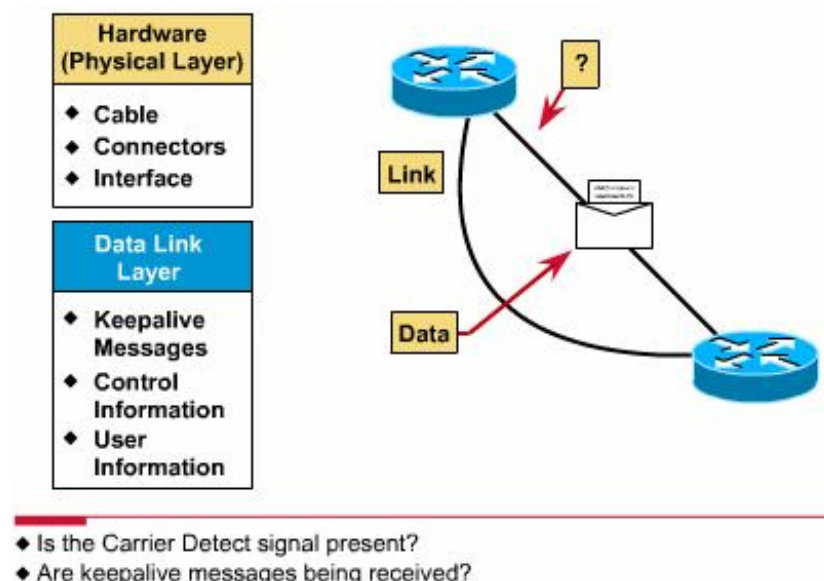 Hardware
(Physical Layer)
◆ Cable
◆ Connectors
◆ Interface
Data Link
Layer
◆ Keepalive
Messages
◆ Control
Information
◆ User
Information
?
Link
Data
◆ Is the Carrier Detect signal present?
◆ Are keepalive messages being received?